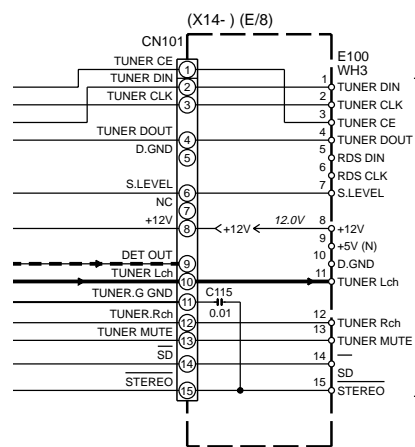 (X14- ) (E/8)
CN101
E100
WH3
TUNER CE 1
TUNER DIN 2
TUNER CLK 3
TUNER DOUT 4
D.GND 5
S.LEVEL 6
NC 7
+12V 8
DET OUT 9
TUNER Lch 10
TUNER.G GND 11
TUNER.Rch 12
TUNER MUTE 13
SD 14
STEREO 15
+12V 12.0V
C115
0.01
1 TUNER DIN
2 TUNER CLK
3 TUNER CE
4 TUNER DOUT
5 RDS DIN
6 RDS CLK
7 S.LEVEL
8 +12V
9 +5V (N)
10 D.GND
11 TUNER Lch
12 TUNER Rch
13 TUNER MUTE
14 SD
15 STEREO